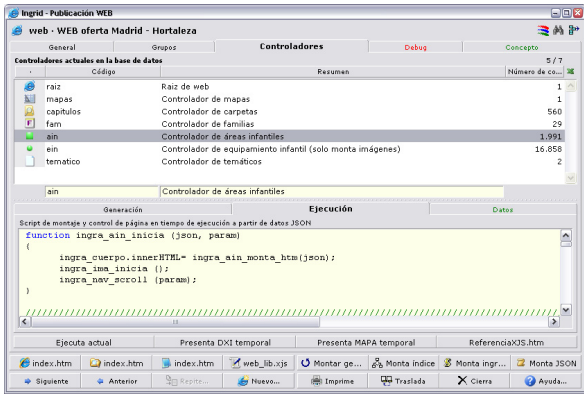 Ingrid - Publicación WEB
web · WEB oferta Madrid - Hortaleza
General Grupos Controladores Debug Concepto
Controladores actuales en la base de datos 5 / 7
Código Resumen Número de co...
raiz Raiz de web 1
mapas Controlador de mapas 1
capitulos Controlador de carpetas 560
fam Controlador de familias 29
ain Controlador de áreas infantiles 1.991
ein Controlador de equipamiento infantil (solo monta imágenes) 16.858
tematico Controlador de temáticos 2
ain Controlador de áreas infantiles
Generación Ejecución Datos
Script de montaje y control de página en tiempo de ejecución a partir de datos JSON
function ingra_ain_inicia (json, param)
{
ingra_cuerpo.innerHTML= ingra_ain_monta_htm(json);
ingra_ima_inicia ();
ingra_nav_scroll (param);
}
Ejecuta actual Presenta DXI temporal Presenta MAPA temporal ReferenciaXJS.htm
index.htm index.htm index.htm web_lib.xjs Montar ge... Monta índice Monta ingr... Monta JSON
Siguiente Anterior Repite... Nuevo... Imprime Traslada Cierra Ayuda...